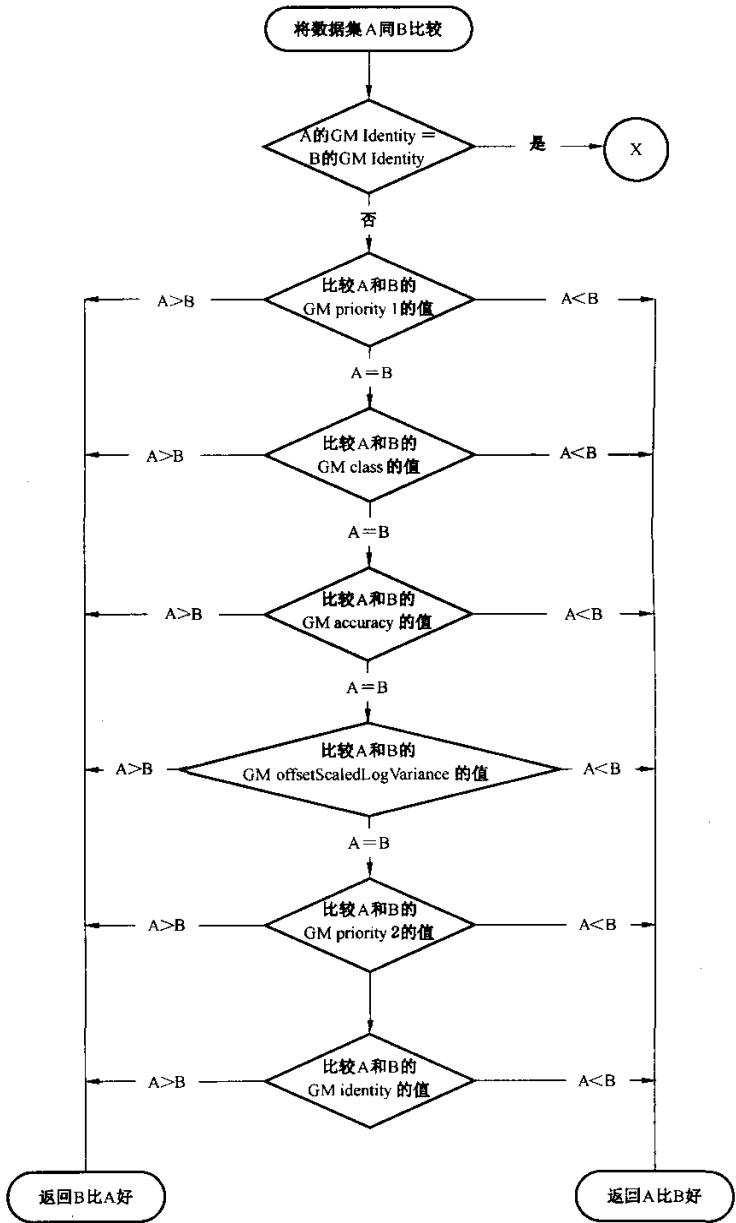 将数据集A同B比较
A的GM Identity＝
B的GM Identity
是
X
否
比较A和B的
GM priority 1的值
A>B
A<B
A＝B
比较A和B的
GM class 的值
A>B
A<B
A＝B
比较A和B的
GM accuracy 的值
A>B
A<B
A＝B
比较A和B的
GM offsetScaledLogVariance 的值
A>B
A<B
A＝B
比较A和B的
GM priority 2的值
A>B
A<B
比较A和B的
GM identity 的值
A>B
A<B
返回B比A好
返回A比B好